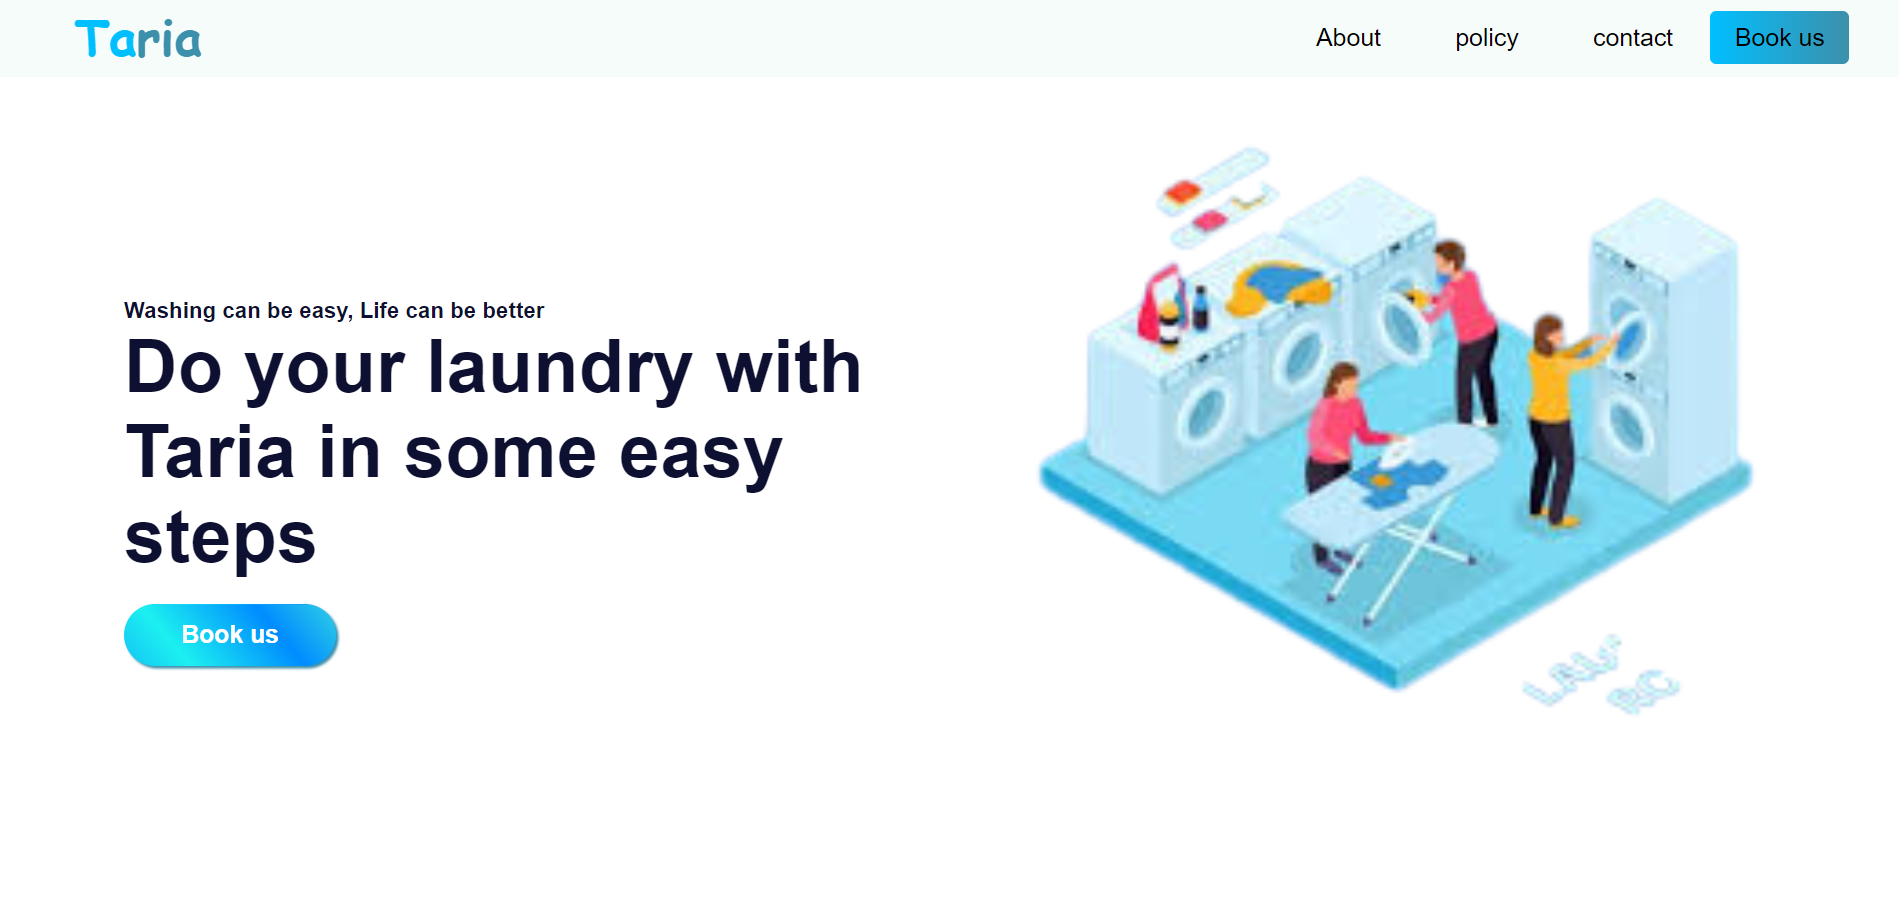 Taria
About
policy
contact
Book us
Washing can be easy, Life can be better
Do your laundry with
Taria in some easy
steps
Book us